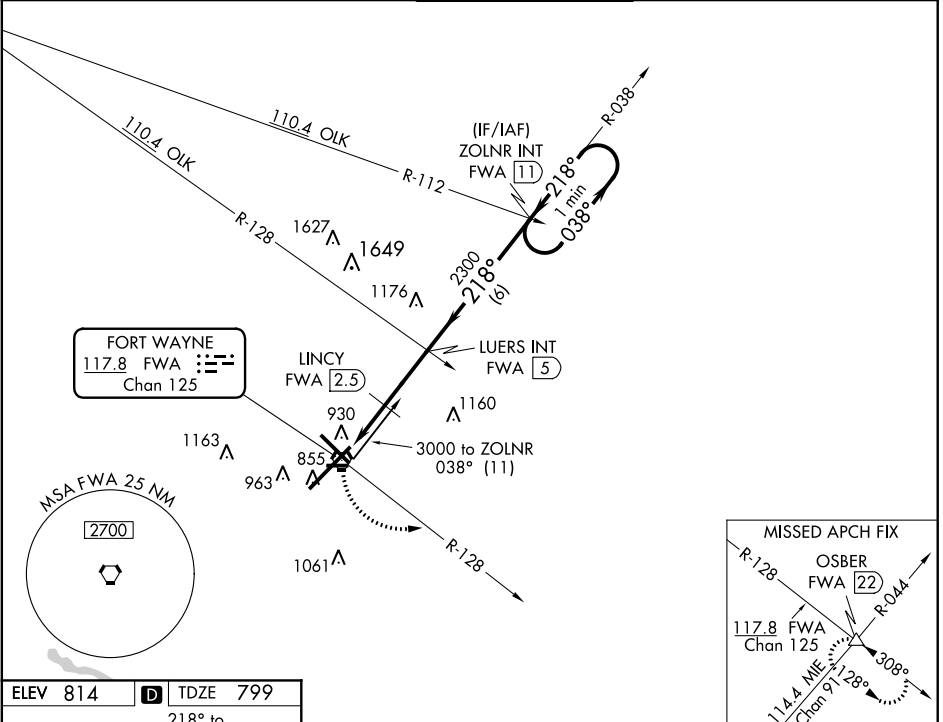 R-038
(IF/IAF)
ZOLNR INT
FWA 11
110.4 OLK
R-112
218°
1 min
038°
110.4 OLK
R-128
1627
1649
1176
2300
218°
(6)
FORT WAYNE
117.8 FWA
Chan 125
LINCY
FWA 2.5
LUERS INT
FWA 5
930
1160
1163
855
963
3000 to ZOLNR
038° (11)
MSA FWA 25 NM
2700
1061
R-128
MISSED APCH FIX
R-128
OSBER
FWA 22
R-044
117.8 FWA
Chan 125
308°
128°
114.4 MIE
Chan 91
ELEV 814 D TDZE 799
218° to